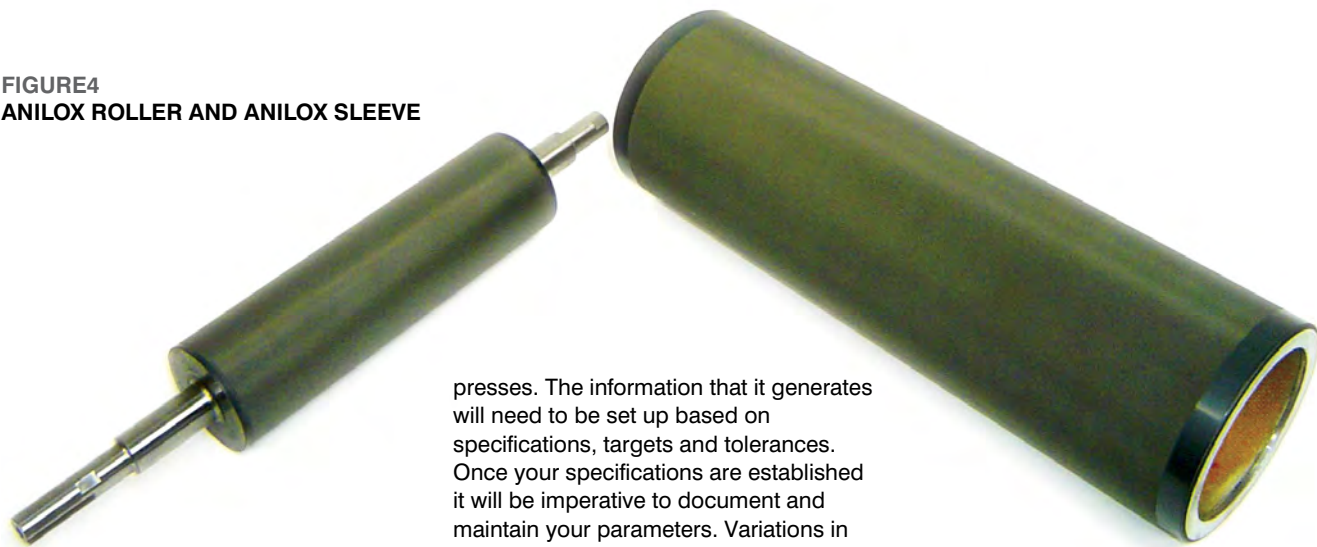 FIGURE4
ANILOX ROLLER AND ANILOX SLEEVE
presses. The information that it generates
will need to be set up based on
specifications, targets and tolerances.
Once your specifications are established
it will be imperative to document and
maintain your parameters. Variations in